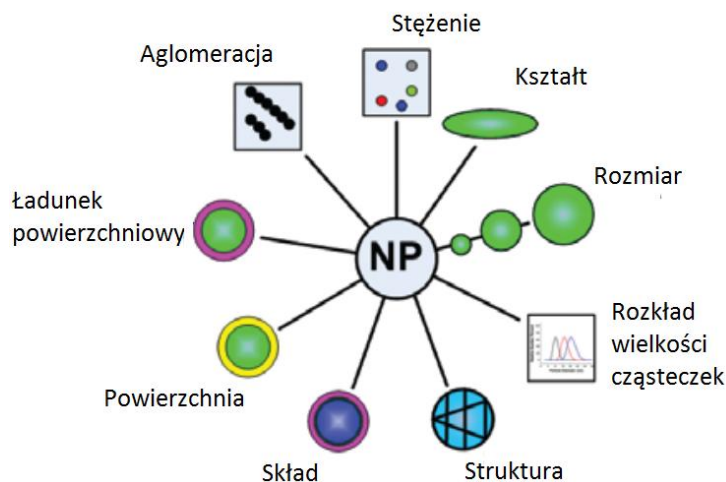 Stężenie
Aglomeracja
Kształt
Rozmiar
Ładunek
powierzchniowy
NP
Rozkład
wielkości
cząsteczek
Powierzchnia
Skład
Struktura